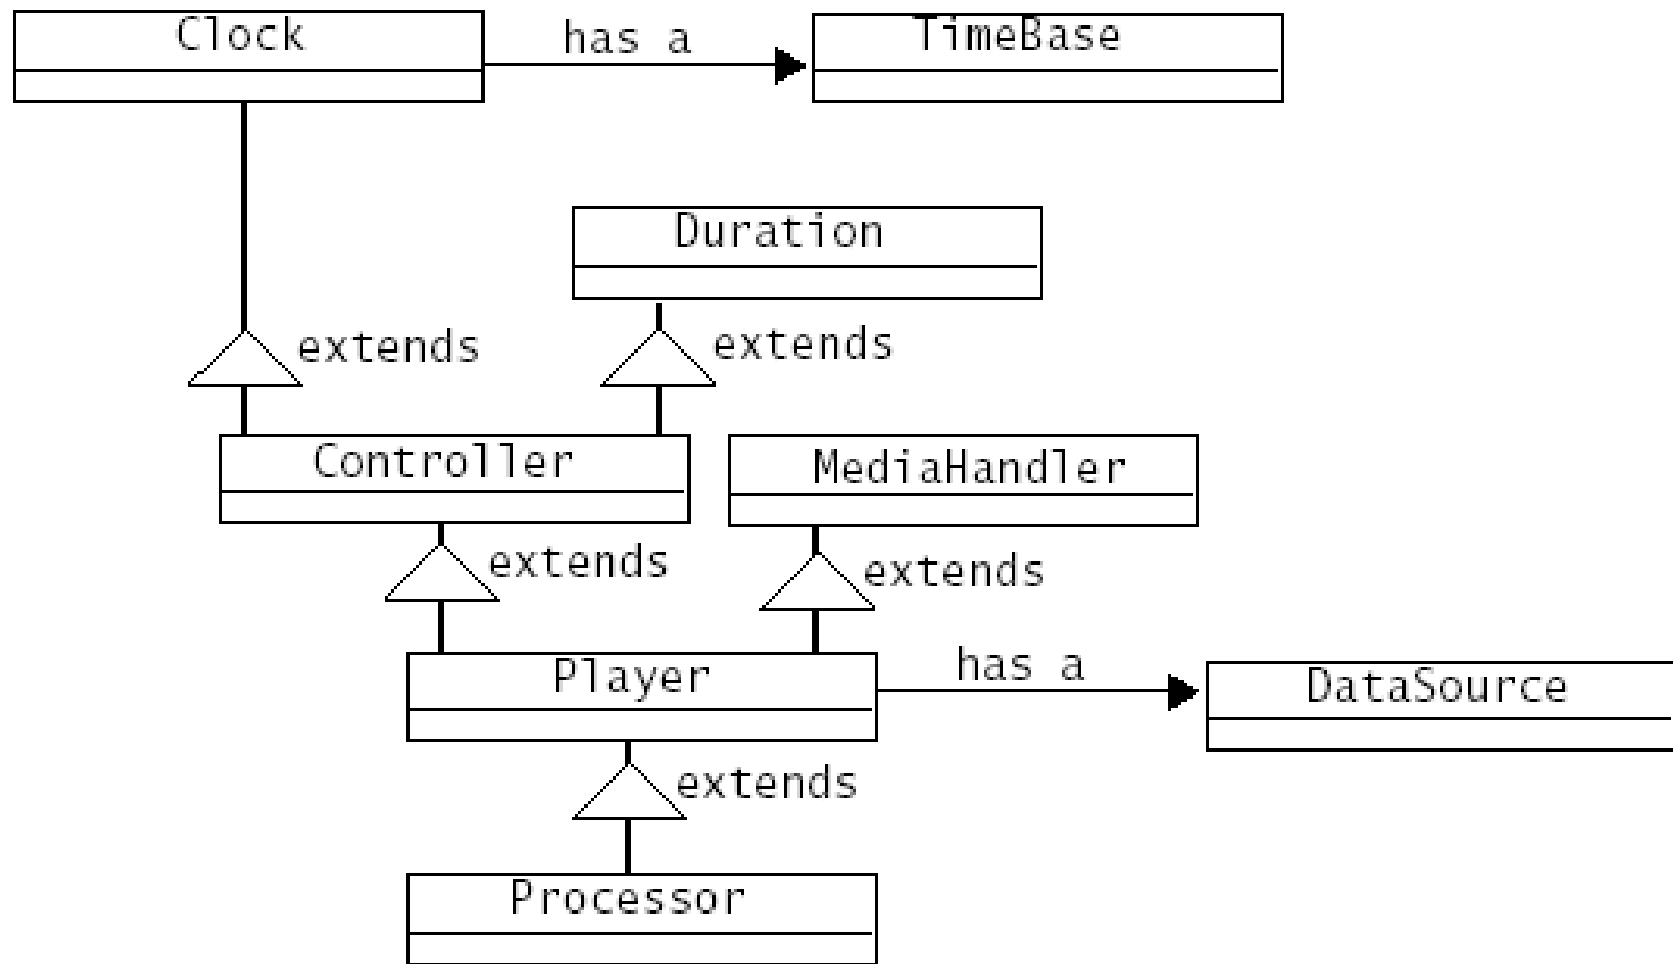 Clock
has a
TimeBase
Duration
extends
extends
Controller
MediaHandler
extends
extends
Player
has a
DataSource
extends
Processor